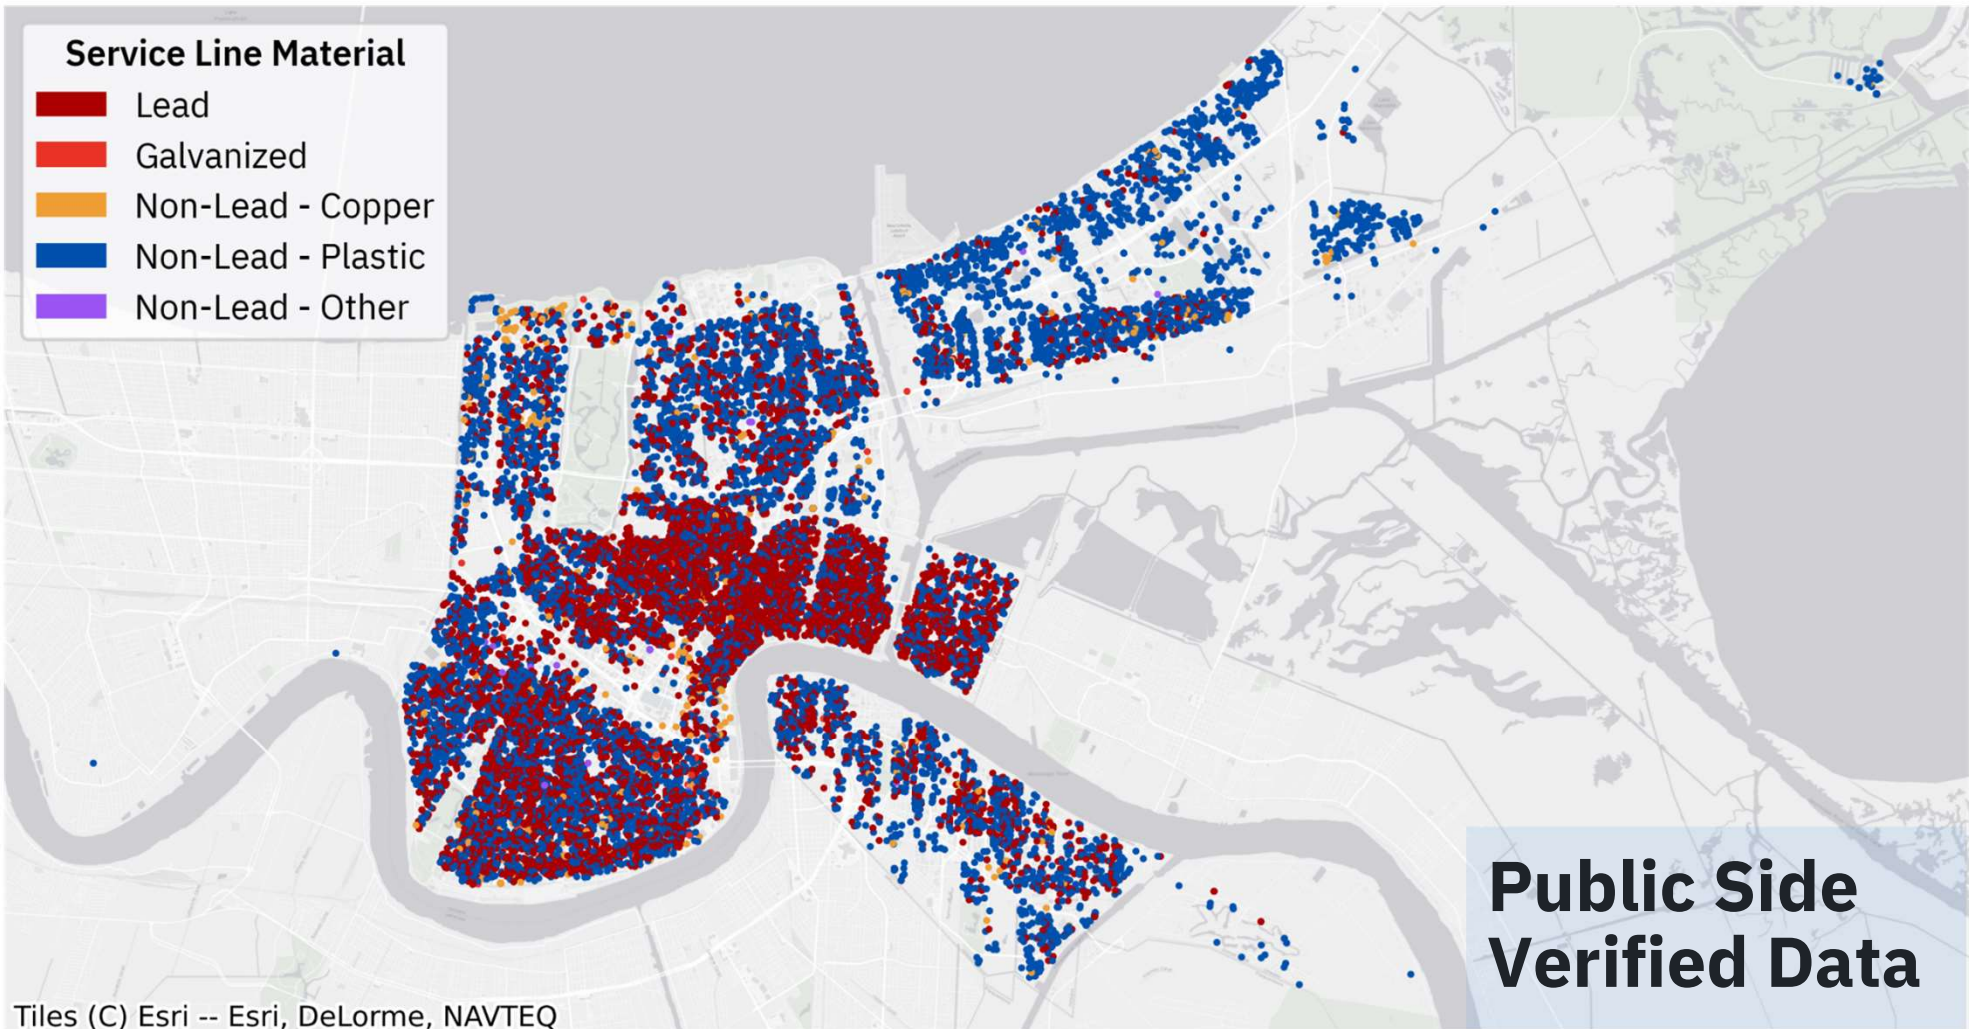 Service Line Material
Lead
Galvanized
Non-Lead - Copper
Non-Lead - Plastic
Non-Lead - Other
Public Side
Verified Data
Tiles (C) Esri -- Esri, DeLorme, NAVTEQ